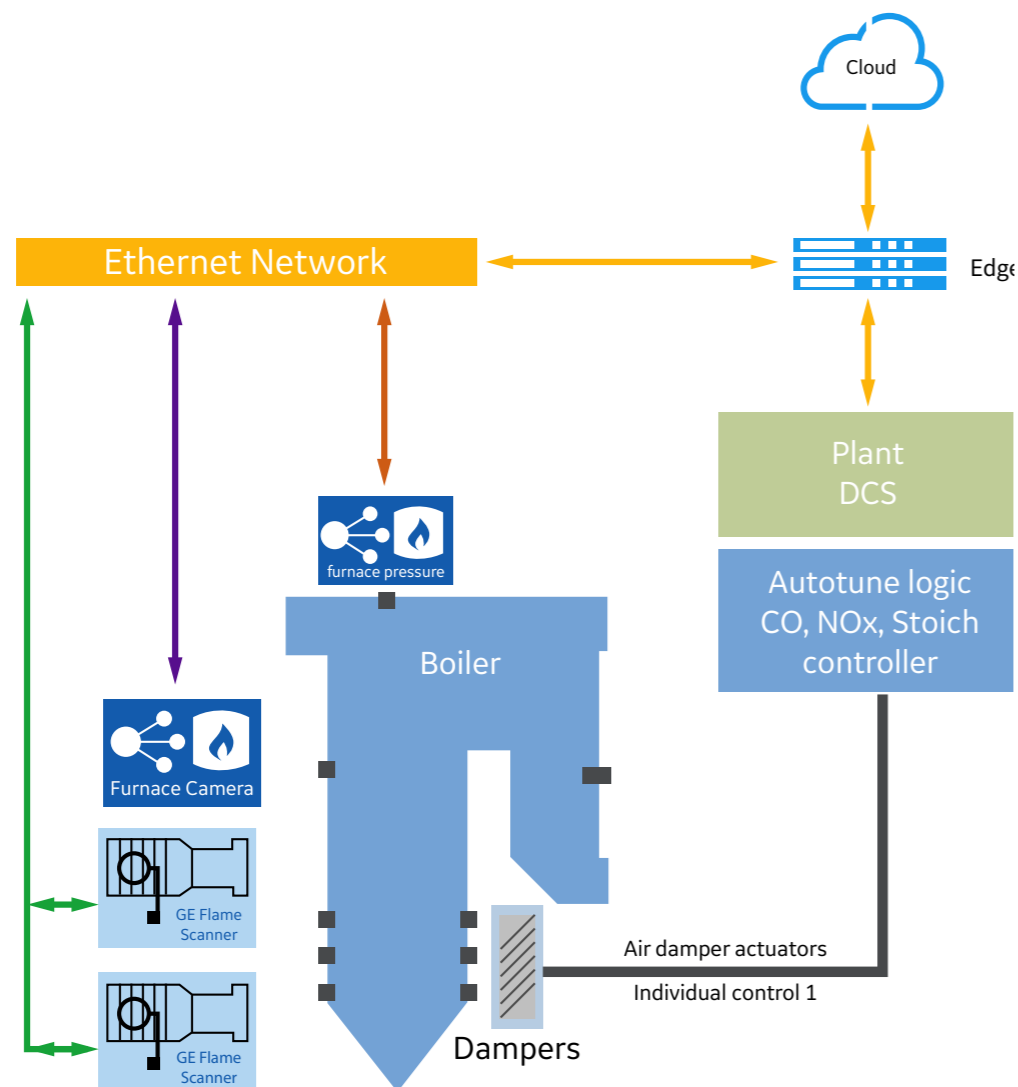 Cloud
Ethernet Network
Edge
Plant
DCS
furnace pressure
Autotune logic
CO, NOx, Stoich
controller
Boiler
Furnace Camera
GE Flame
Scanner
Air damper actuators
Individual control 1
Dampers
GE Flame
Scanner